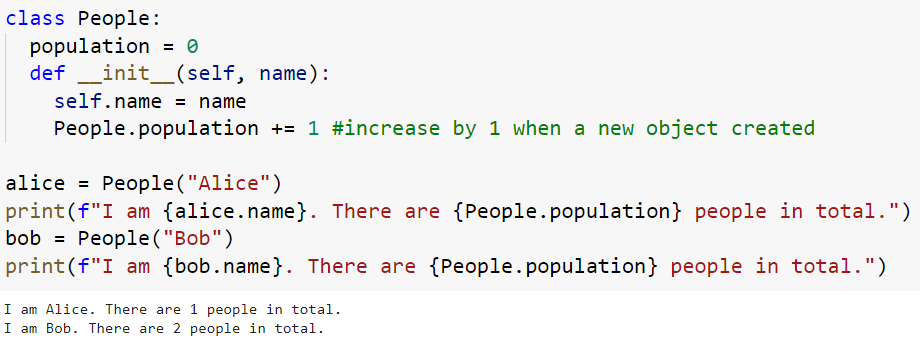 class People:
  population = 0
  def __init__(self, name):
    self.name = name
    People.population += 1 #increase by 1 when a new object created

alice = People("Alice")
print(f"I am {alice.name}. There are {People.population} people in total.")
bob = People("Bob")
print(f"I am {bob.name}. There are {People.population} people in total.")
I am Alice. There are 1 people in total.
I am Bob. There are 2 people in total.